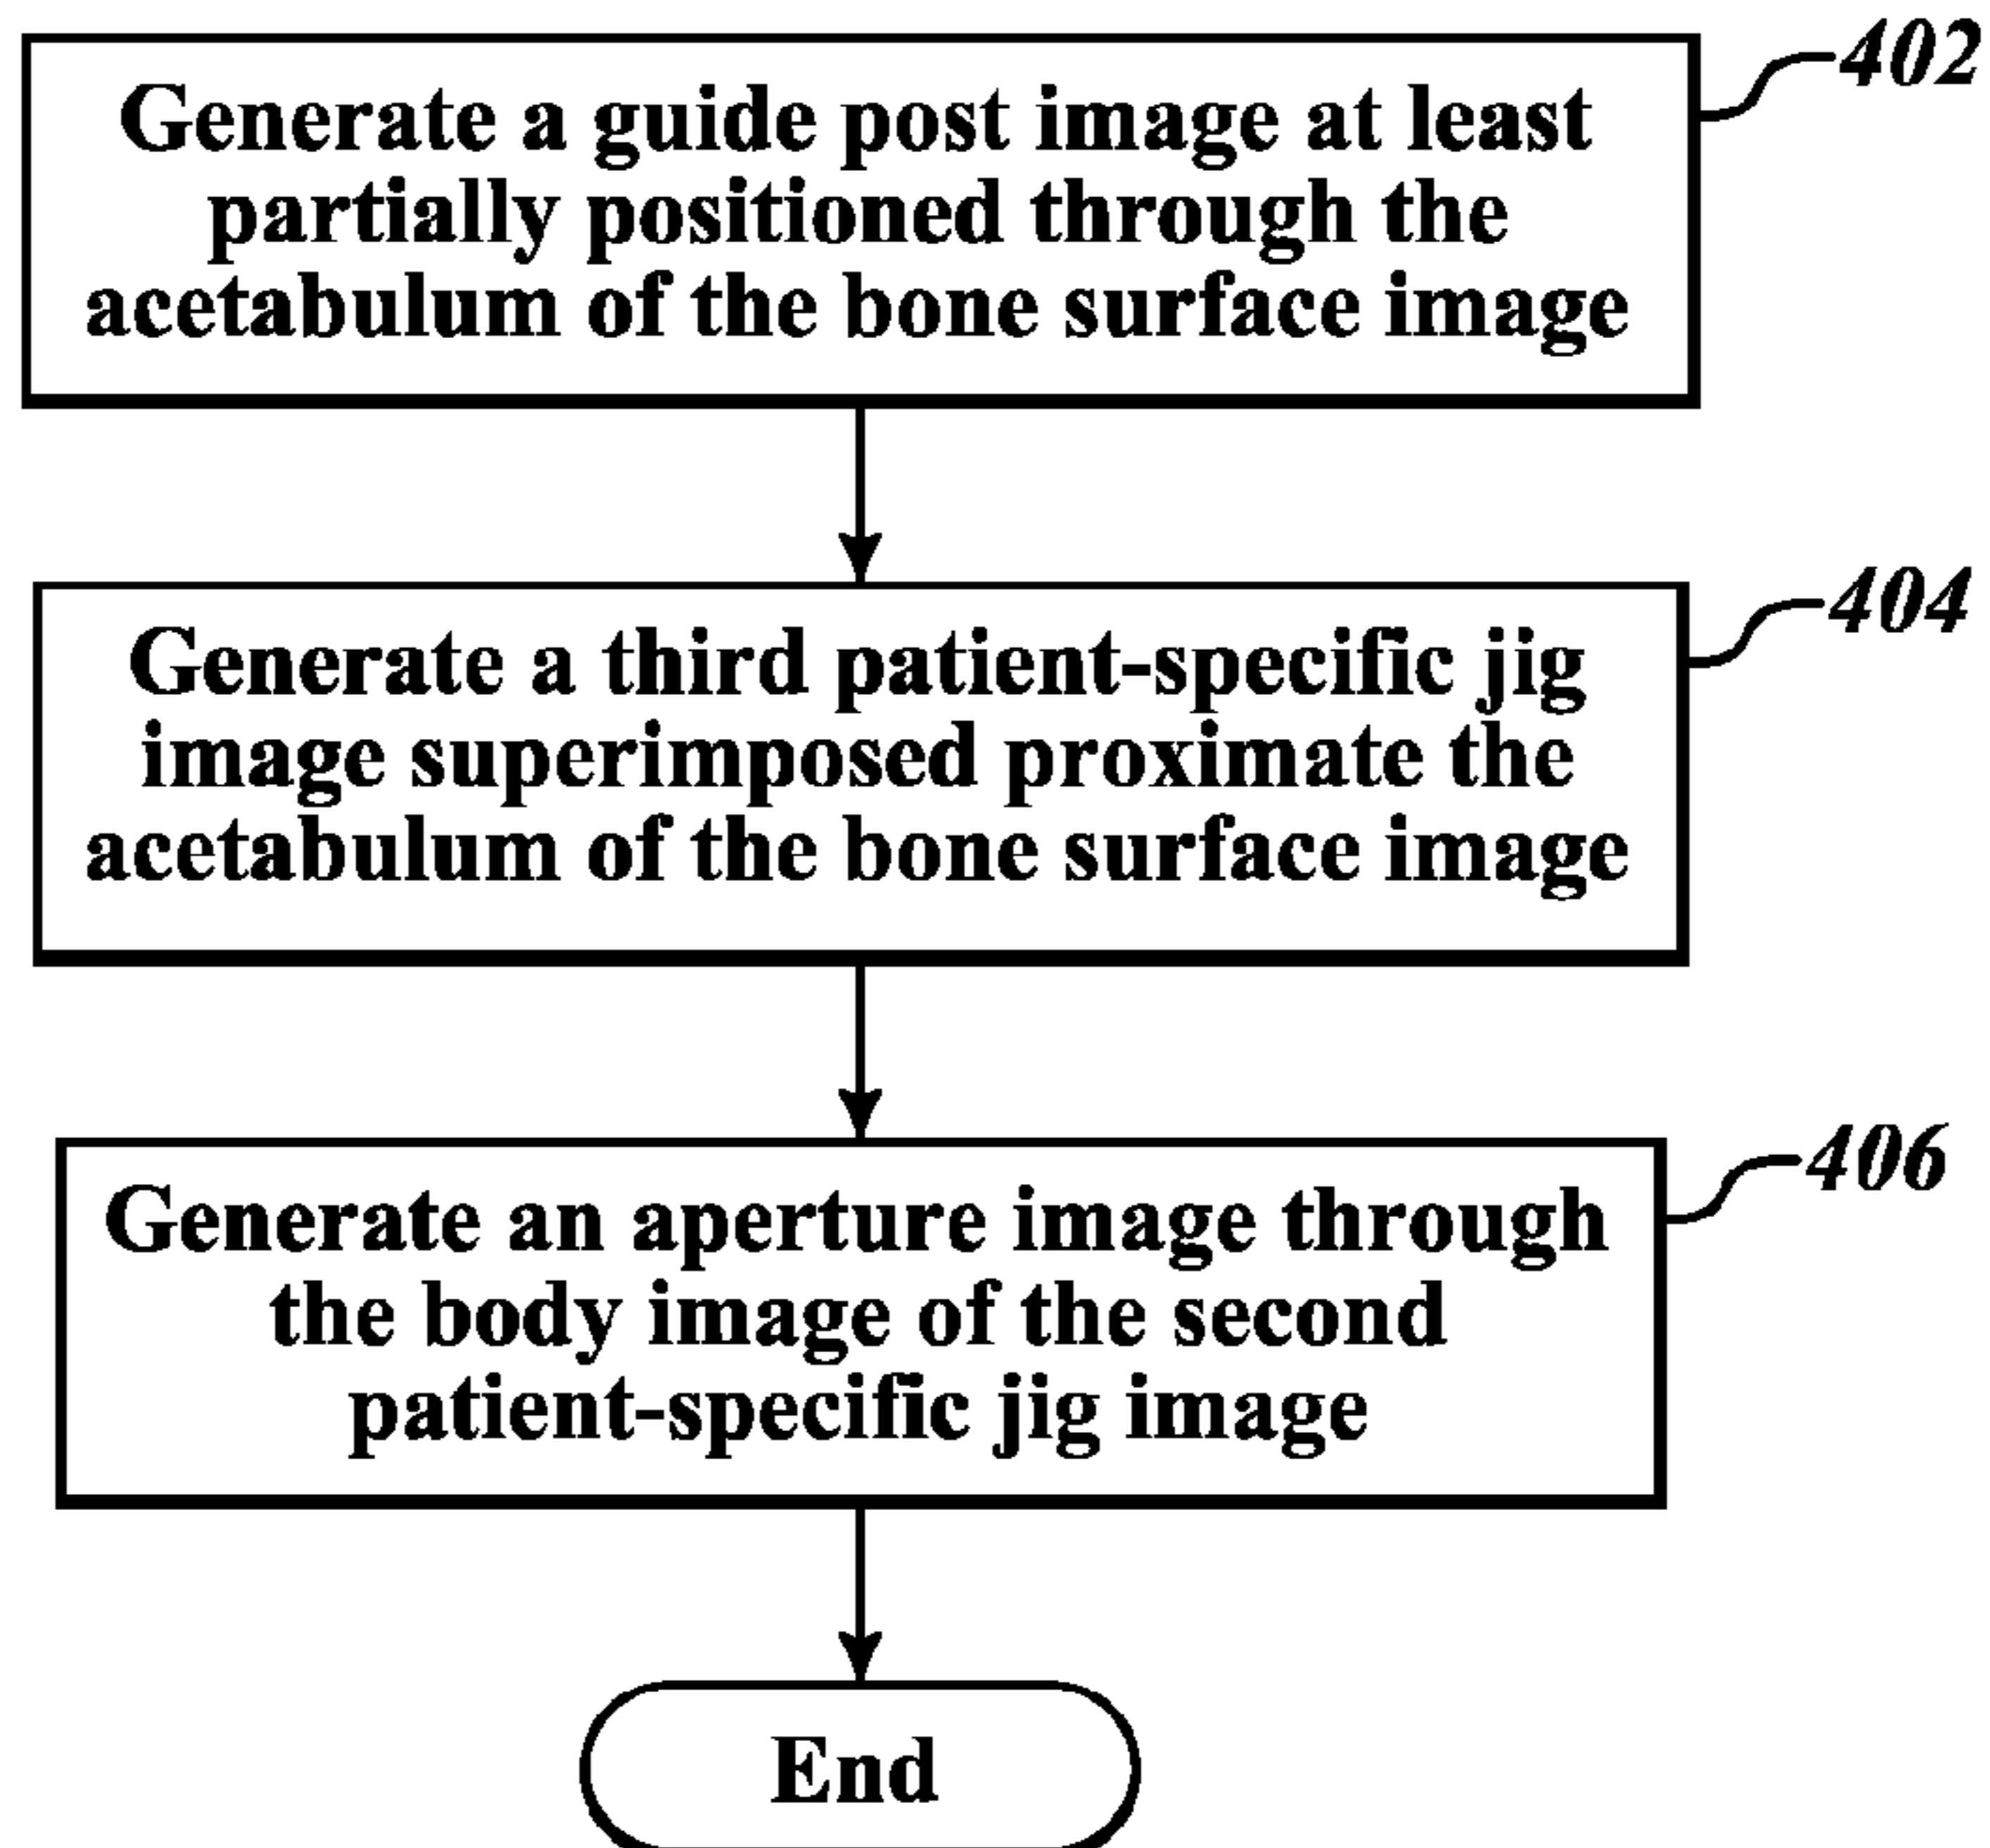 402
Generate a guide post image at least
partially positioned through the
acetabulum of the bone surface image
404
Generate a third patient-specific jig
image superimposed proximate the
acetabulum of the bone surface image
406
Generate an aperture image through
the body image of the second
patient-specific jig image
End